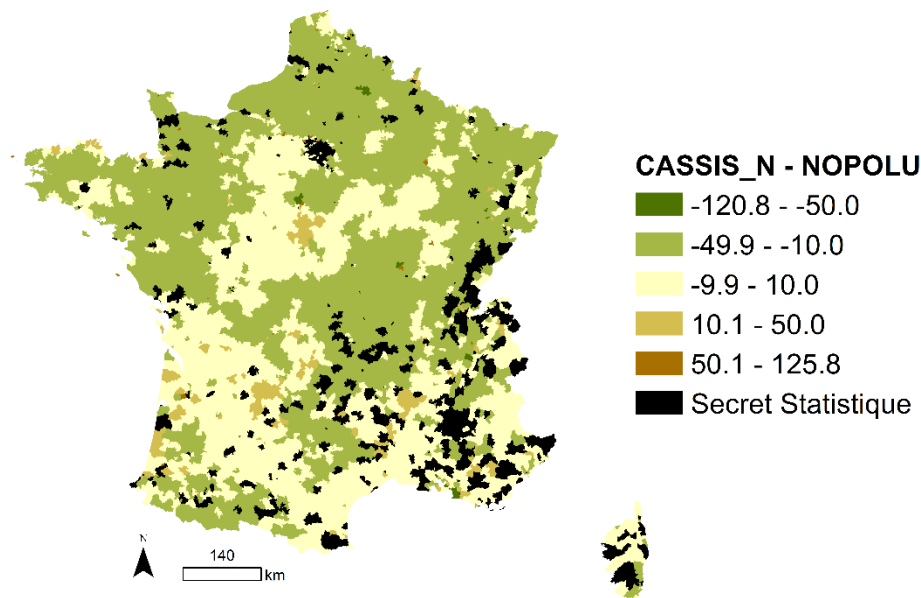 CASSIS_N - NOPOLU
-120.8 - -50.0
-49.9 - -10.0
-9.9 - 10.0
10.1 - 50.0
50.1 - 125.8
Secret Statistique
N
140
km